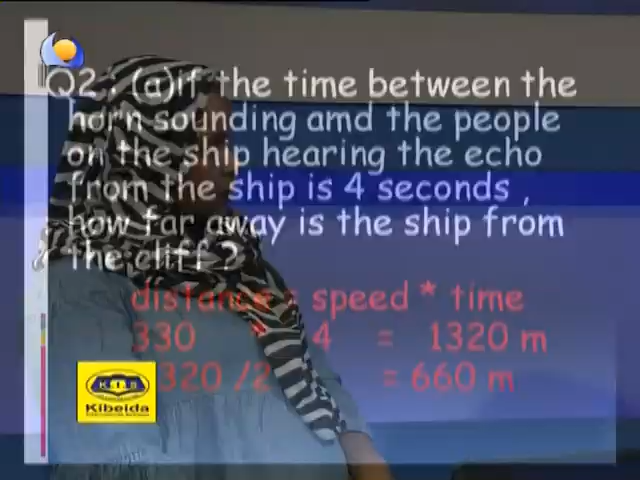 Q2 . (a)if the time between the
horn sounding amd the people
on the ship hearing the echo
from the ship is 4 seconds ,
how far away is the ship from
the cliff ?
distance = speed * time
330 * 4 = 1320 m
1320 /2 = 660 m
KIS
Kibeida